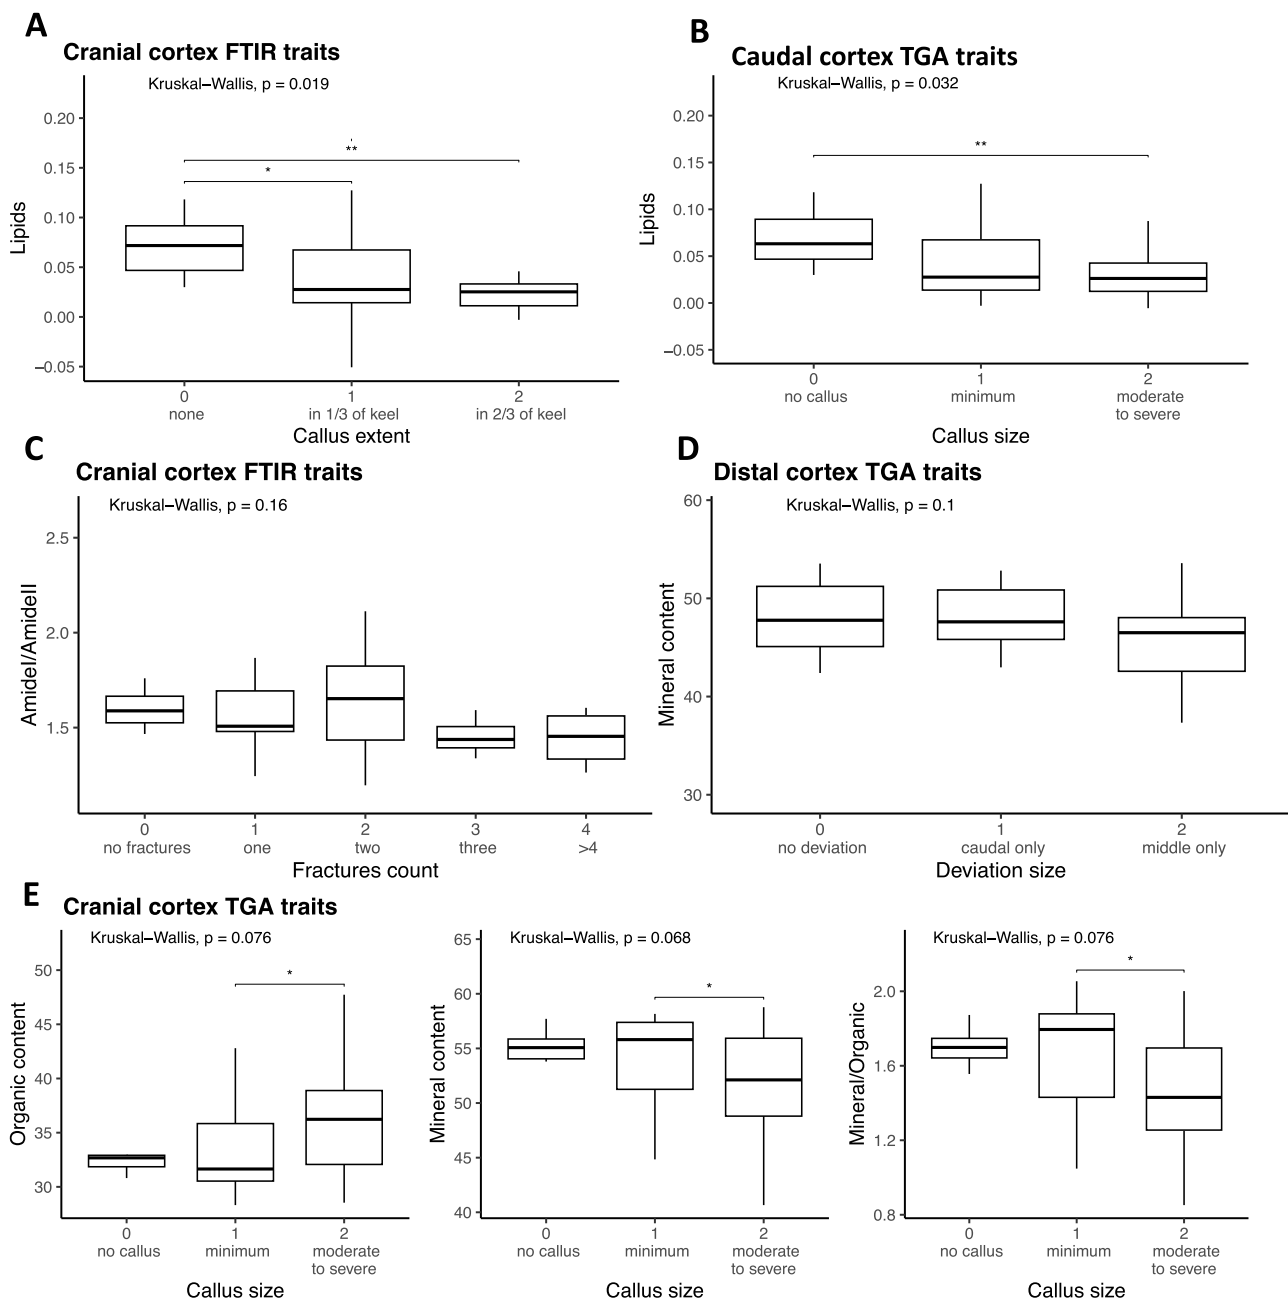 A
Cranial cortex FTIR traits
Kruskal–Wallis, p = 0.019
Lipids
0.20
0.15
0.10
0.05
0.00
−0.05
**
*
0 1 2
none in 1/3 of keel in 2/3 of keel
Callus extent
B
Caudal cortex TGA traits
Kruskal–Wallis, p = 0.032
Lipids
0.20
0.15
0.10
0.05
0.00
−0.05
**
0 1 2
no callus minimum moderate
to severe
Callus size
C
Cranial cortex FTIR traits
Kruskal–Wallis, p = 0.16
AmideI/AmideII
2.5
2.0
1.5
0 1 2 3 4
no fractures one two three >4
Fractures count
D
Distal cortex TGA traits
Kruskal–Wallis, p = 0.1
Mineral content
60
50
40
30
0 1 2
no deviation caudal only middle only
Deviation size
E
Cranial cortex TGA traits
Kruskal–Wallis, p = 0.076
Organic content
50
45
40
35
30
*
0 1 2
no callus minimum moderate
to severe
Callus size
Kruskal–Wallis, p = 0.068
Mineral content
65
60
55
50
45
40
*
0 1 2
no callus minimum moderate
to severe
Callus size
Kruskal–Wallis, p = 0.076
Mineral/Organic
2.0
1.6
1.2
0.8
*
0 1 2
no callus minimum moderate
to severe
Callus size